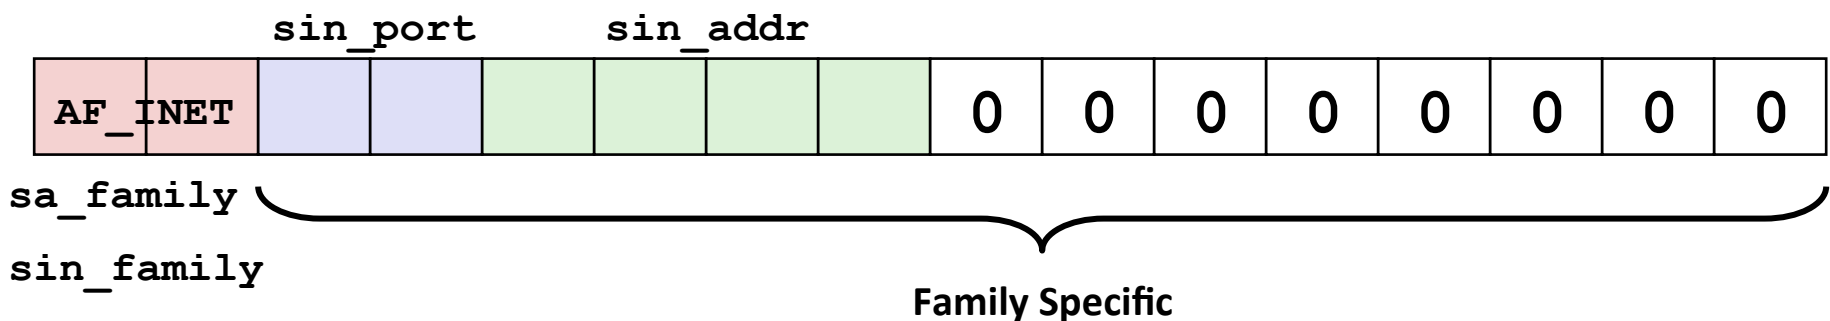 sin_port sin_addr
AF_INET 0 0 0 0 0 0 0 0
sa_family
sin_family
Family Specific